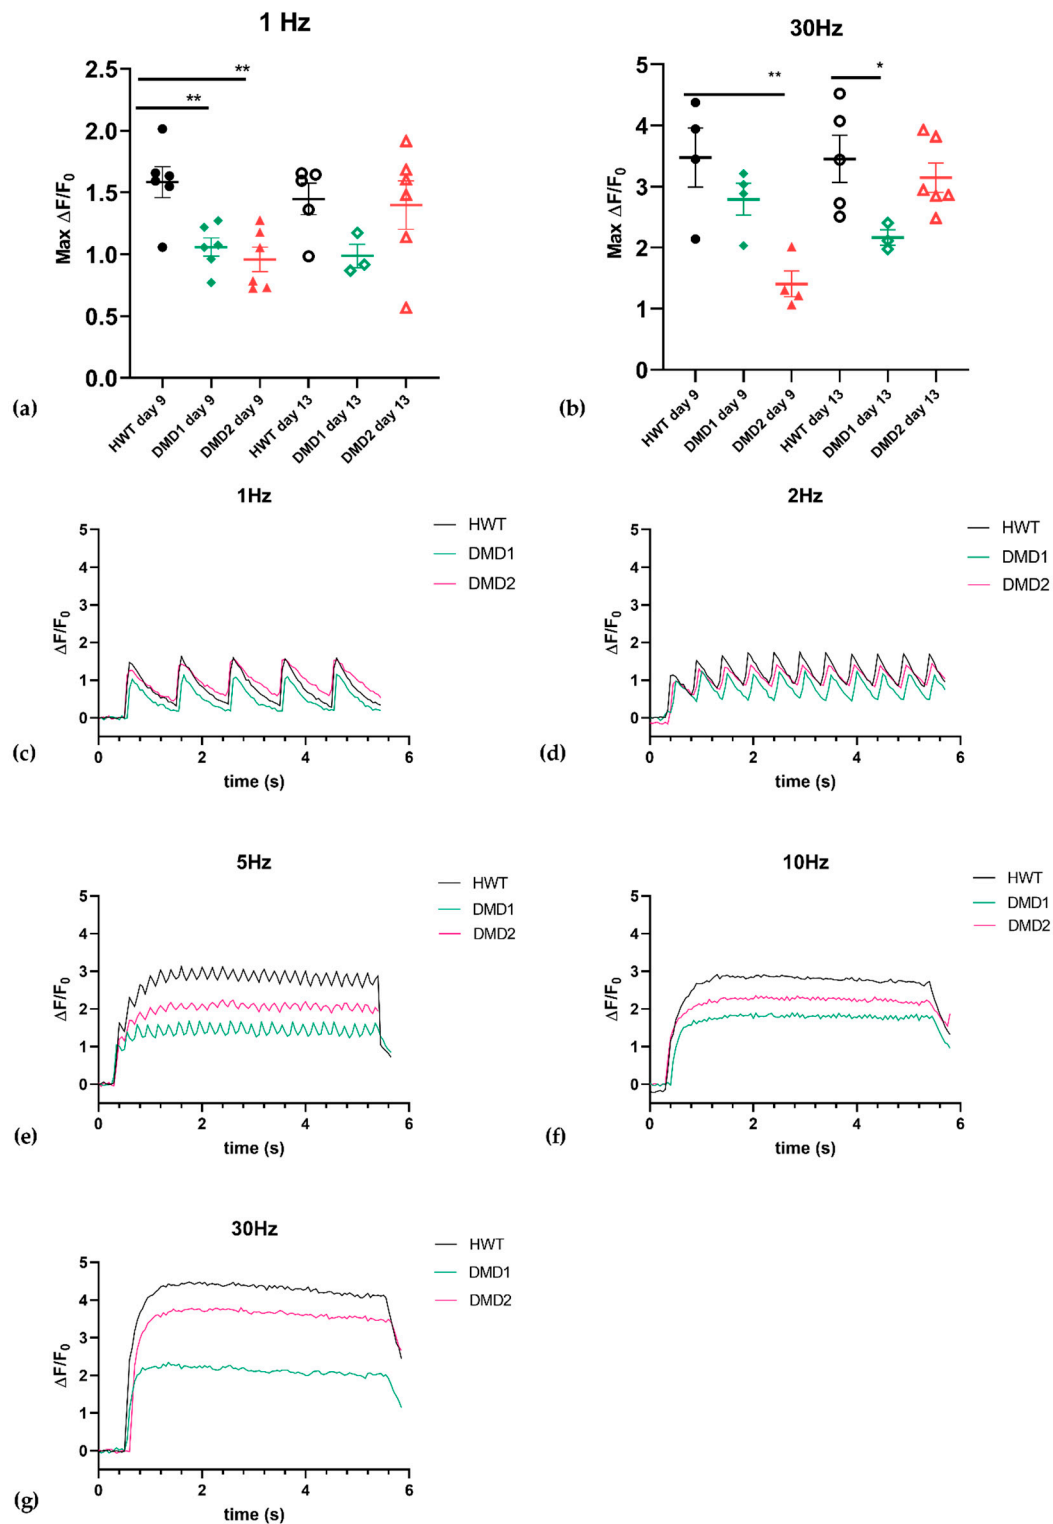 1 Hz
Max ΔF/F0
2.5
2.0
1.5
1.0
0.5
0.0
**
**
HWT day 9
DMD1 day 9
DMD2 day 9
HWT day 13
DMD1 day 13
DMD2 day 13
(a)
30Hz
Max ΔF/F0
5
4
3
2
1
0
**
*
HWT day 9
DMD1 day 9
DMD2 day 9
HWT day 13
DMD1 day 13
DMD2 day 13
(b)
1Hz
ΔF/F0
5
4
3
2
1
0
HWT
DMD1
DMD2
0 2 4 6
time (s)
(c)
2Hz
ΔF/F0
5
4
3
2
1
0
HWT
DMD1
DMD2
0 2 4 6
time (s)
(d)
5Hz
ΔF/F0
5
4
3
2
1
0
HWT
DMD1
DMD2
0 2 4 6
time (s)
(e)
10Hz
ΔF/F0
5
4
3
2
1
0
HWT
DMD1
DMD2
0 2 4 6
time (s)
(f)
30Hz
ΔF/F0
5
4
3
2
1
0
HWT
DMD1
DMD2
0 2 4 6
time (s)
(g)